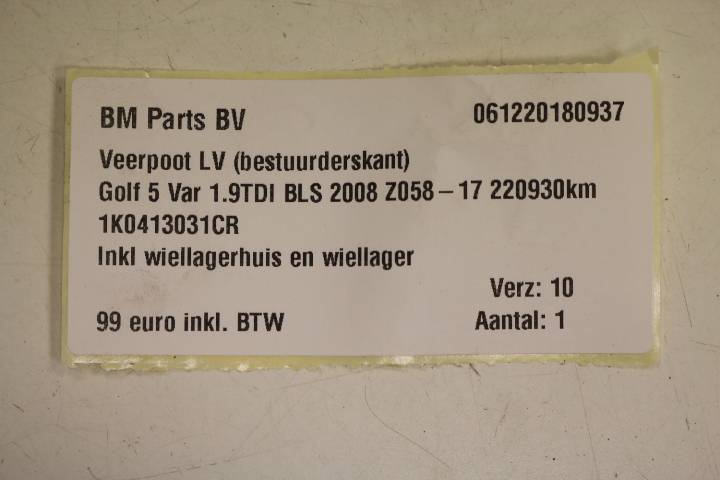 BM Parts BV 061220180937
Veerpoot LV (bestuurderskant)
Golf 5 Var 1.9TDI BLS 2008 Z058-17 220930km
1K0413031CR
Inkl wiellagerhuis en wiellager
Verz: 10
99 euro inkl. BTW Aantal: 1